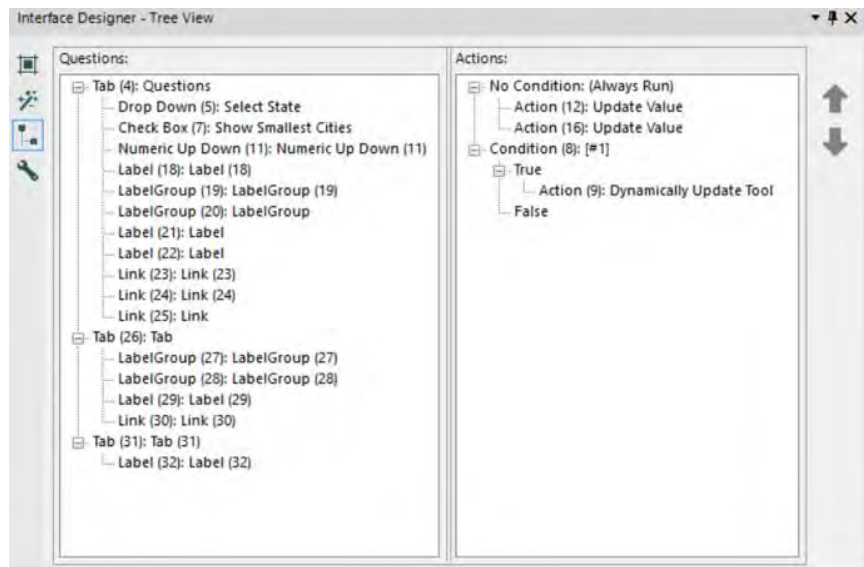 Interface Designer - Tree View
Questions:
Tab (4): Questions
Drop Down (5): Select State
Check Box (7): Show Smallest Cities
Numeric Up Down (11): Numeric Up Down (11)
Label (18): Label (18)
LabelGroup (19): LabelGroup (19)
LabelGroup (20): LabelGroup
Label (21): Label
Label (22): Label
Link (23): Link (23)
Link (24): Link (24)
Link (25): Link
Tab (26): Tab
LabelGroup (27): LabelGroup (27)
LabelGroup (28): LabelGroup (28)
Label (29): Label (29)
Link (30): Link (30)
Tab (31): Tab (31)
Label (32): Label (32)
Actions:
No Condition: (Always Run)
Action (12): Update Value
Action (16): Update Value
Condition (8): [#1]
True
Action (9): Dynamically Update Tool
False